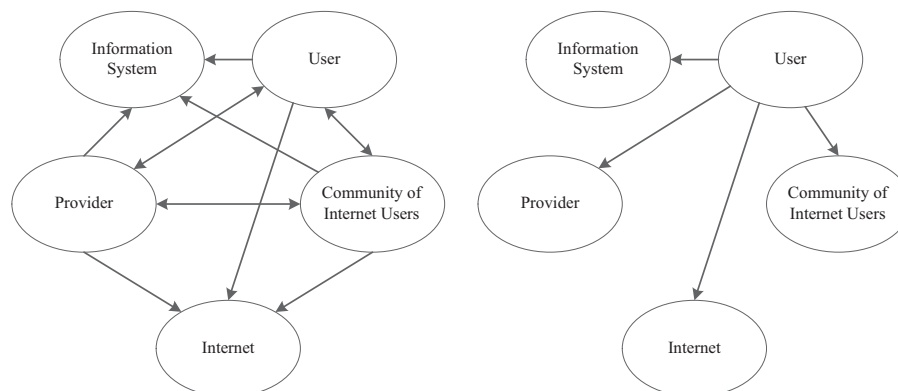 Information
System
User
Provider
Community of
Internet Users
Internet
Information
System
User
Provider
Community of
Internet Users
Internet